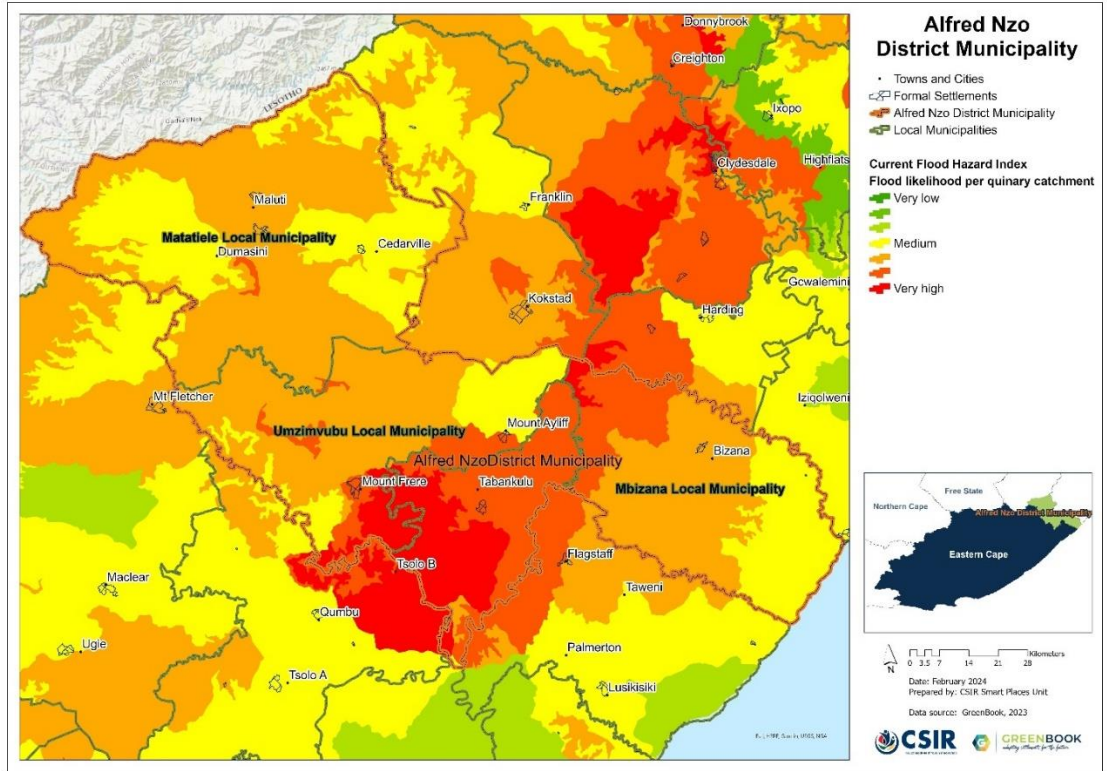 Alfred Nzo
District Municipality
Towns and Cities
Formal Settlements
Alfred Nzo District Municipality
Local Municipalities
Current Flood Hazard Index
Flood likelihood per quinary catchment
Very low
Medium
Very high
Donnybrook
Creighton
LESOTHO
Ixopo
Highflats
Clydesdale
Maluti
Franklin
Matatiele Local Municipality
Dumasini
Cedarville
Gcwalemini
Kokstad
Harding
Mt Fletcher
Iziqolweni
Umzimvubu Local Municipality
Mount Ayliff
Bizana
Alfred NzoDistrict Municipality
Mount Frere
Tabankulu
Mbizana Local Municipality
Flagstaff
Tsolo B
Maclear
Taweni
Qumbu
Ugle
Palmerton
Tsolo A
Lusikisiki
Northern Cape
Free State
Alfred Nzo District Municipality
Eastern Cape
N
Kilometers
0 3.5 7 14 21 28
Date: February 2024
Prepared by: CSIR Smart Places Unit
Data source: GreenBook, 2023
CSIR
GREENBOOK